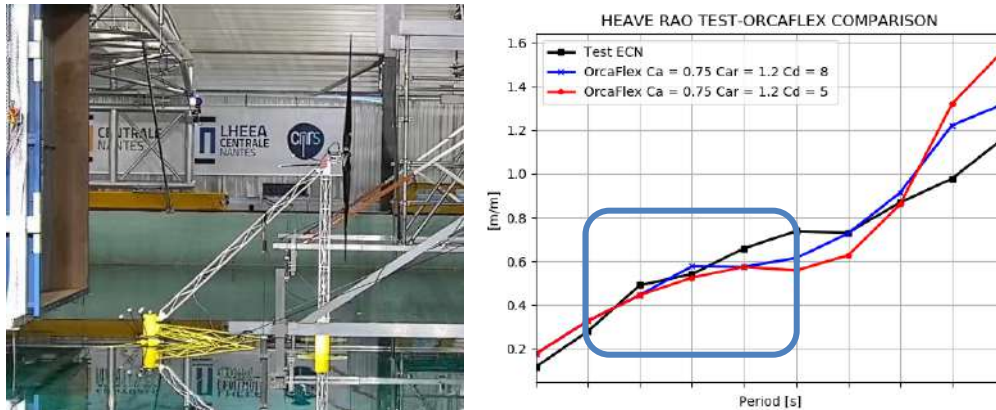 CENTRALE
NANTES
LHEEA
CENTRALE
NANTES
cnrs
HEAVE RAO TEST-ORCAFLEX COMPARISON
Test ECN
OrcaFlex Ca = 0.75 Car = 1.2 Cd = 8
OrcaFlex Ca = 0.75 Car = 1.2 Cd = 5
1.6
1.4
1.2
1.0
0.8
0.6
0.4
0.2
[m/m]
Period [s]